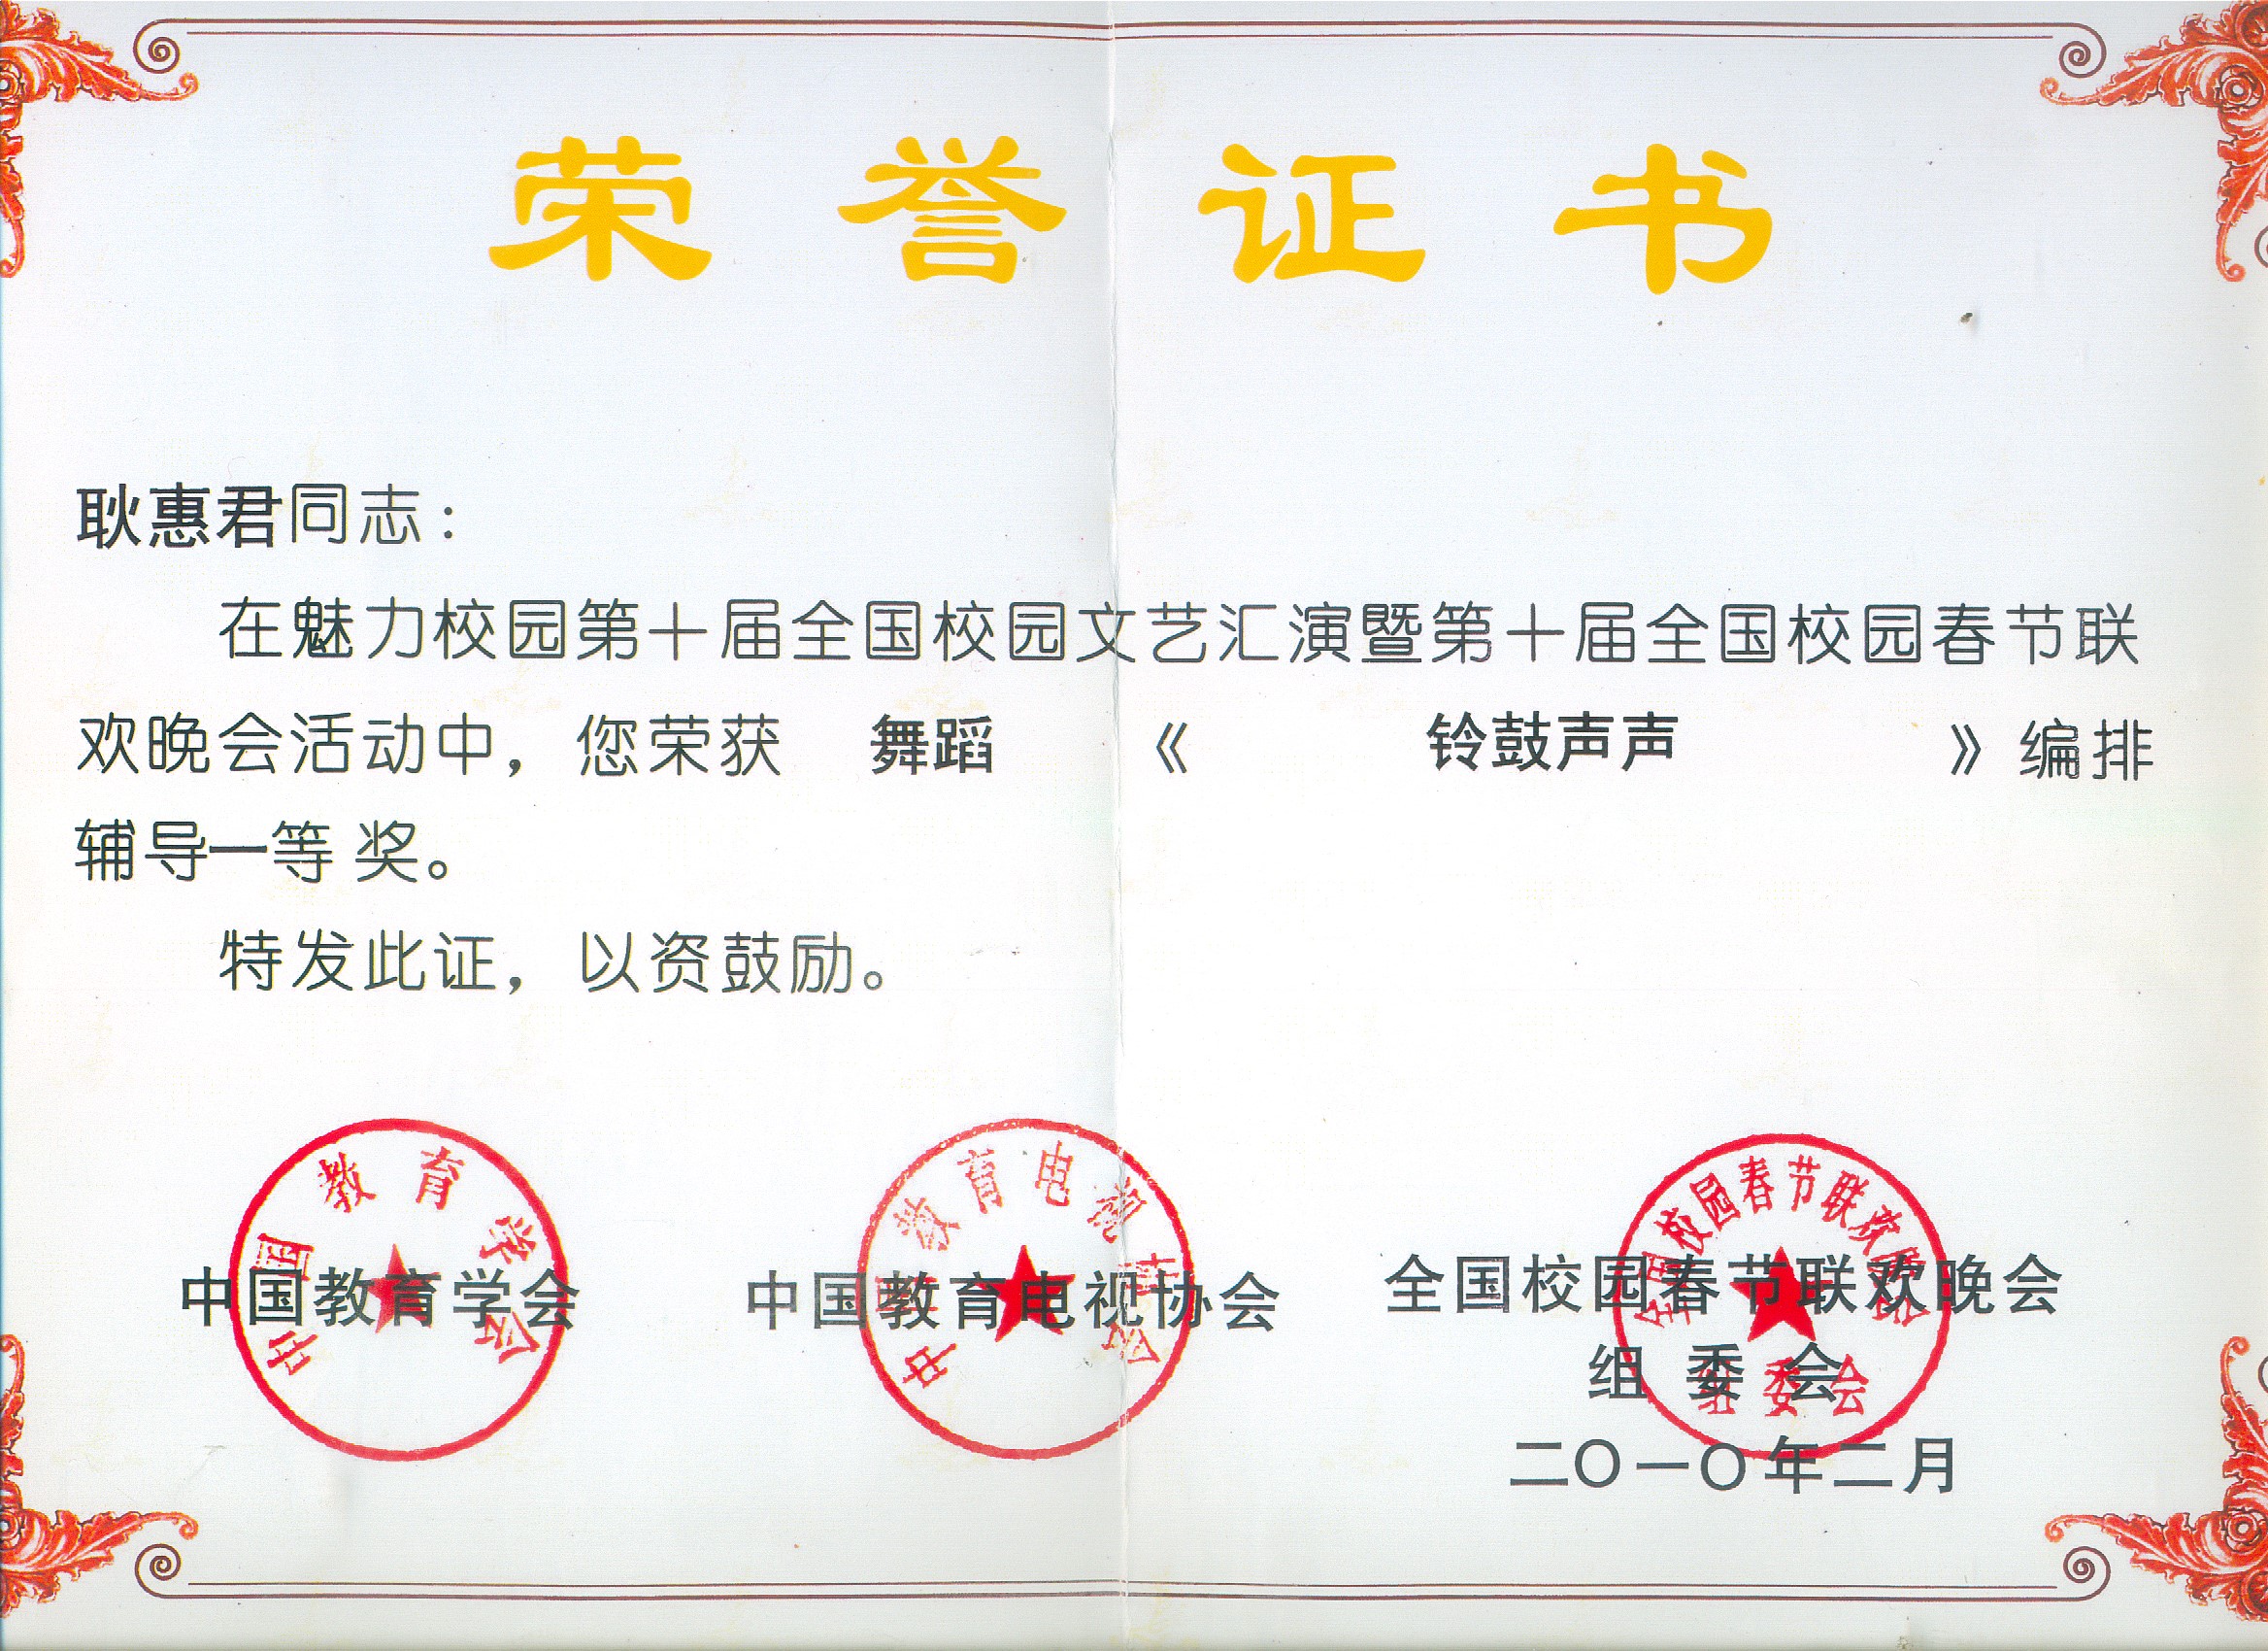 荣誉证书
耿惠君同志：
在魅力校园第十届全国校园文艺汇演暨第十届全国校园春节联
欢晚会活动中，您荣获 舞蹈 《 铃鼓声声 》编排
辅导一等 奖。
特发此证，以资鼓励。
中国教育学会
中国教育学会
中国教育电视协会
中国教育电视协会
全国校园春节联欢晚会
组委会
全国校园春节联欢晚会
组委会
二〇一〇年二月